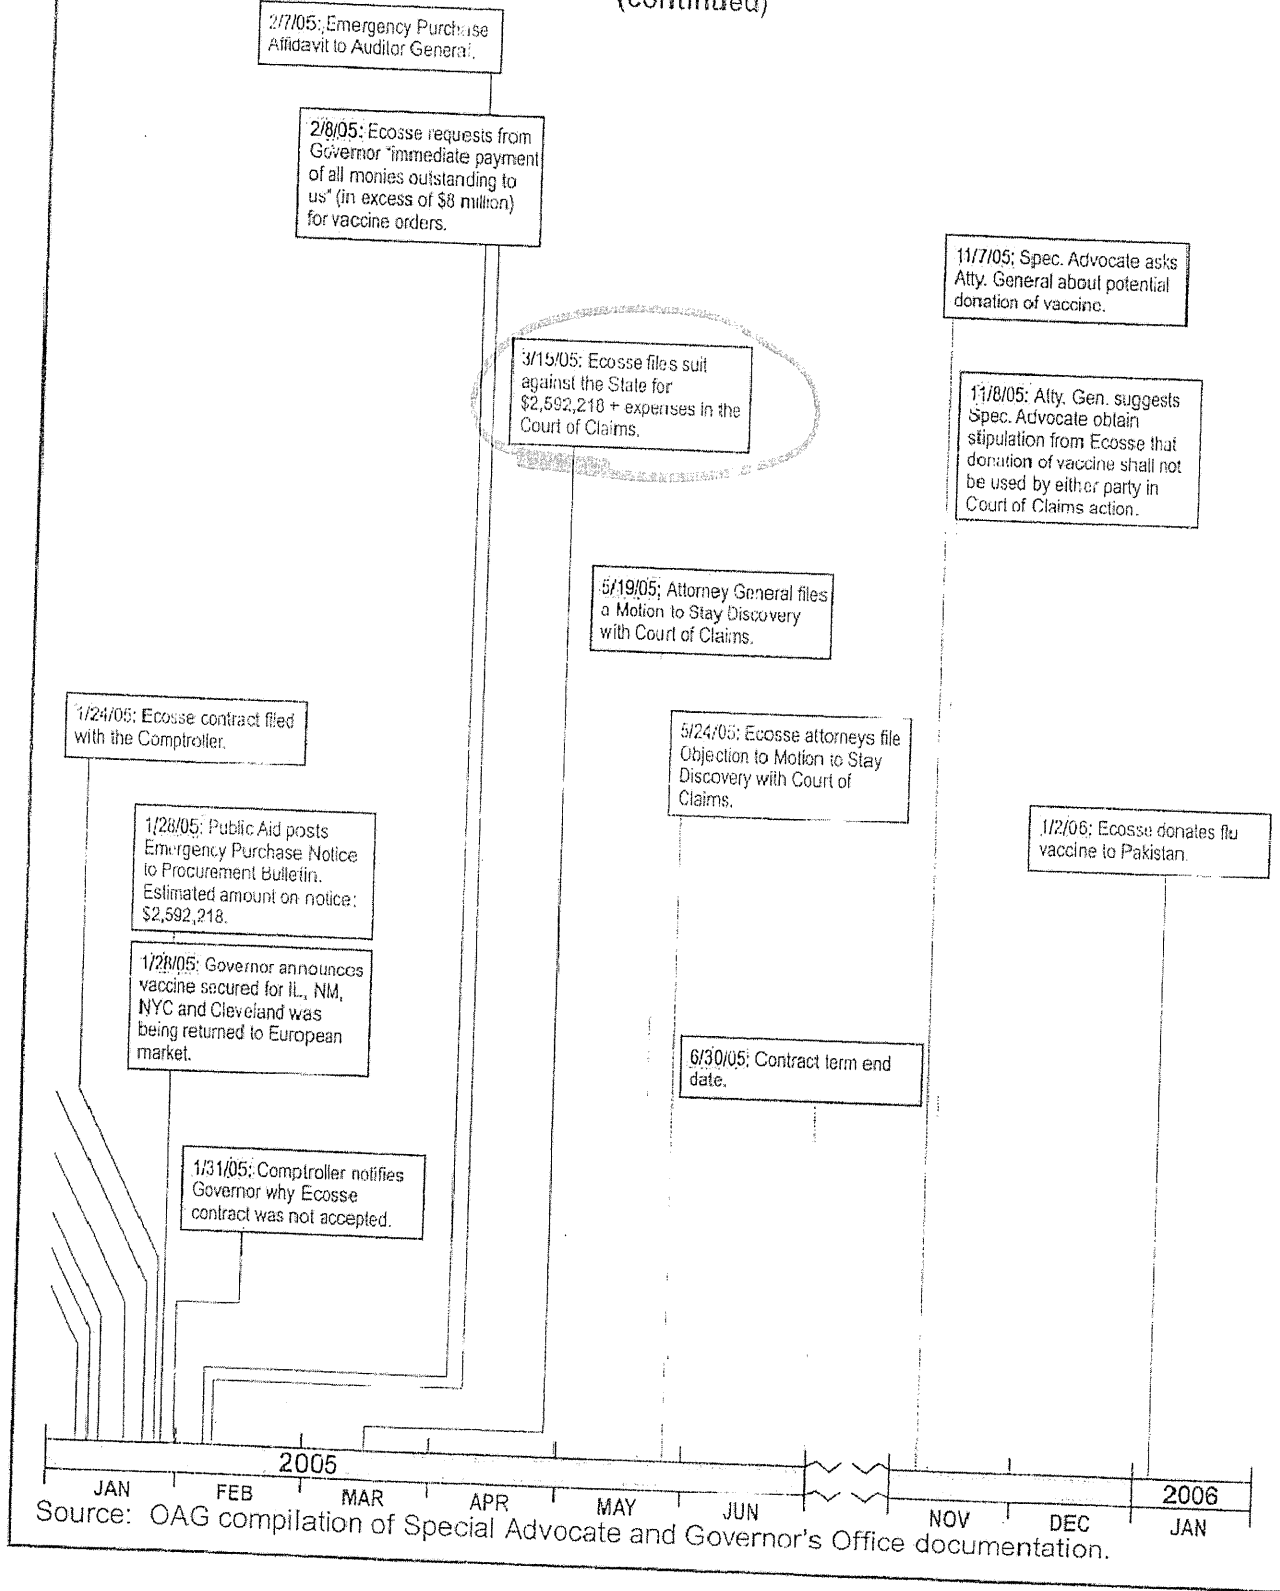 (continued)
2/7/05: Emergency Purchase
Affidavit to Auditor General.
2/8/05: Ecosse requests from
Governor "immediate payment
of all monies outstanding to
us" (in excess of $8 million)
for vaccine orders.
11/7/05: Spec. Advocate asks
Atty. General about potential
donation of vaccine.
3/15/05: Ecosse files suit
against the State for
$2,592,218 + expenses in the
Court of Claims.
11/8/05: Atty. Gen. suggests
Spec. Advocate obtain
stipulation from Ecosse that
donation of vaccine shall not
be used by either party in
Court of Claims action.
5/19/05: Attorney General files
a Motion to Stay Discovery
with Court of Claims.
1/24/05: Ecosse contract filed
with the Comptroller.
5/24/05: Ecosse attorneys file
Objection to Motion to Stay
Discovery with Court of
Claims.
1/28/05: Public Aid posts
Emergency Purchase Notice
to Procurement Bulletin.
Estimated amount on notice:
$2,592,218.
1/2/06: Ecosse donates flu
vaccine to Pakistan.
1/28/05: Governor announces
vaccine secured for IL, NM,
NYC and Cleveland was
being returned to European
market.
6/30/05: Contract term end
date.
1/31/05: Comptroller notifies
Governor why Ecosse
contract was not accepted.
2005
2006
JAN FEB MAR APR MAY JUN NOV DEC JAN
Source: OAG compilation of Special Advocate and Governor's Office documentation.